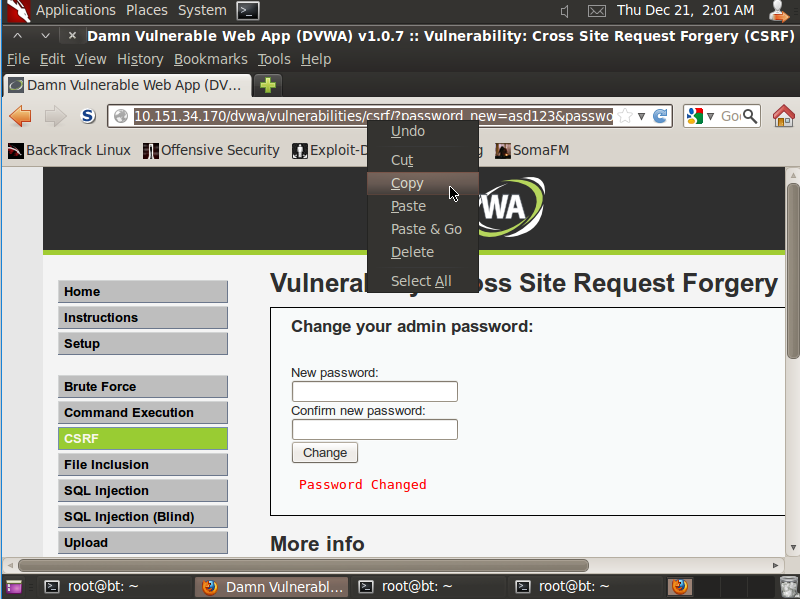 Applications Places System Thu Dec 21, 2:01 AM
Damn Vulnerable Web App (DVWA) v1.0.7 :: Vulnerability: Cross Site Request Forgery (CSRF)
File Edit View History Bookmarks Tools Help
Damn Vulnerable Web App (DV...
10.151.34.170/dvwa/vulnerabilities/csrf/?password_new=asd123&passwo
BackTrack Linux Offensive Security Exploit-D SomaFM
Undo
Cut
Copy
Paste
Paste & Go
Delete
Select All
WA
Home
Instructions
Setup
Brute Force
Command Execution
CSRF
File Inclusion
SQL Injection
SQL Injection (Blind)
Upload
Vulnera ss Site Request Forgery
Change your admin password:
New password:
Confirm new password:
Change
Password Changed
More info
root@bt: ~ Damn Vulnerabl... root@bt: ~ root@bt: ~